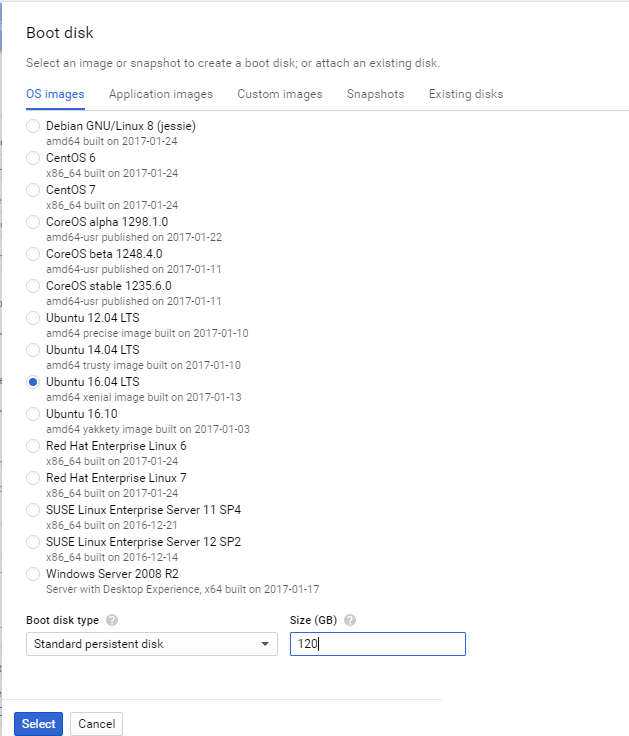 Boot disk
Select an image or snapshot to create a boot disk; or attach an existing disk.
OS images Application images Custom images Snapshots Existing disks
Debian GNU/Linux 8 (jessie)
amd64 built on 2017-01-24
CentOS 6
x86_64 built on 2017-01-24
CentOS 7
x86_64 built on 2017-01-24
CoreOS alpha 1298.1.0
amd64-usr published on 2017-01-22
CoreOS beta 1248.4.0
amd64-usr published on 2017-01-11
CoreOS stable 1235.6.0
amd64-usr published on 2017-01-11
Ubuntu 12.04 LTS
amd64 precise image built on 2017-01-10
Ubuntu 14.04 LTS
amd64 trusty image built on 2017-01-10
Ubuntu 16.04 LTS
amd64 xenial image built on 2017-01-13
Ubuntu 16.10
amd64 yakkety image built on 2017-01-03
Red Hat Enterprise Linux 6
x86_64 built on 2017-01-24
Red Hat Enterprise Linux 7
x86_64 built on 2017-01-24
SUSE Linux Enterprise Server 11 SP4
x86_64 built on 2016-12-21
SUSE Linux Enterprise Server 12 SP2
x86_64 built on 2016-12-14
Windows Server 2008 R2
Server with Desktop Experience, x64 built on 2017-01-17
Boot disk type ? Size (GB) ?
Standard persistent disk 120
Select Cancel